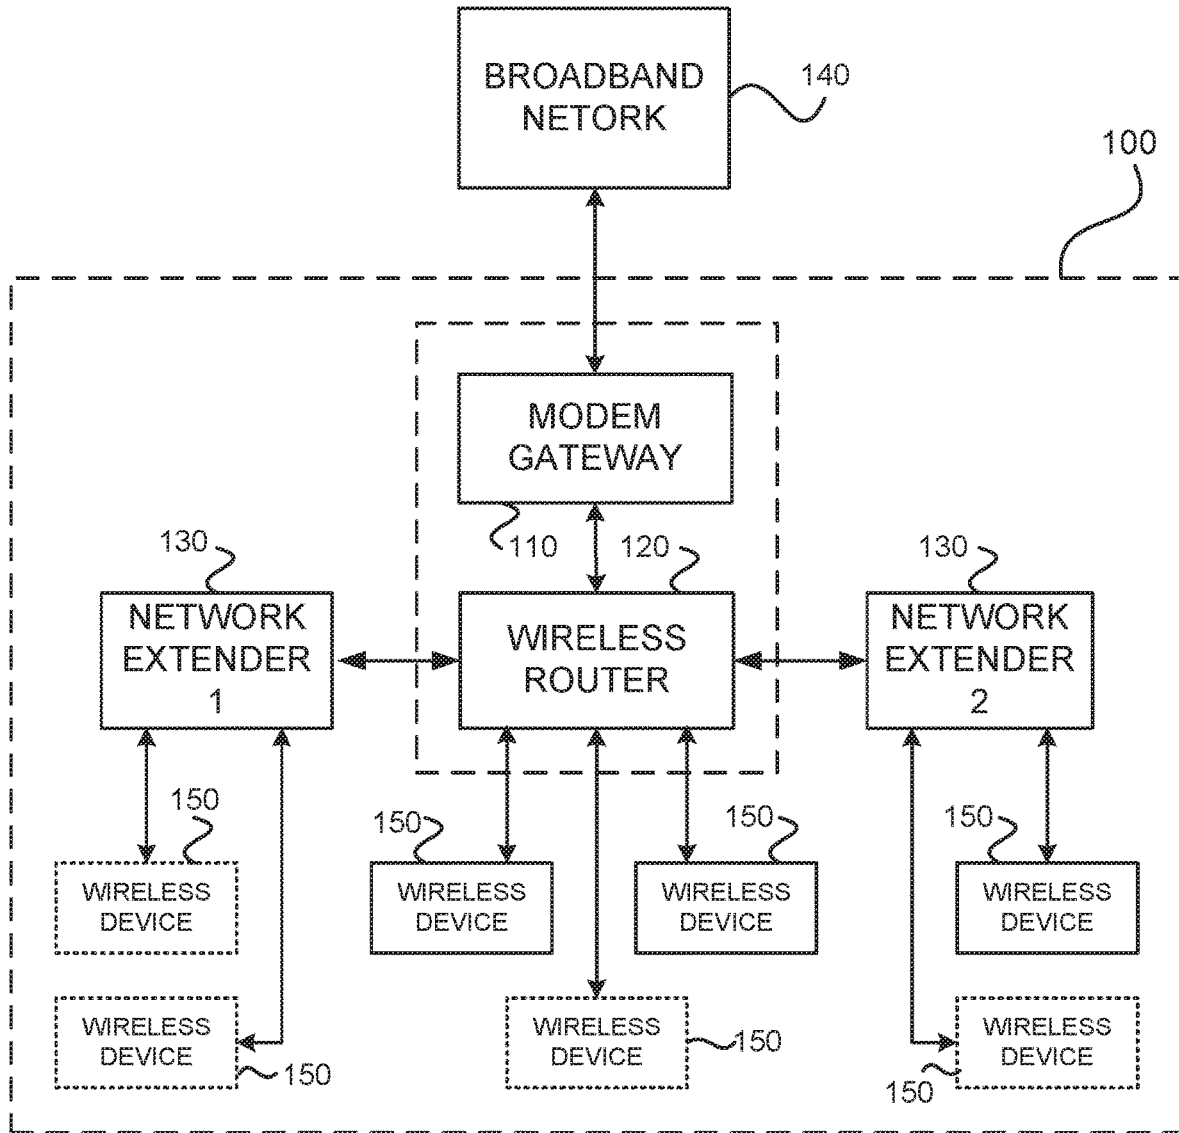 BROADBAND
NETORK
140
100
MODEM
GATEWAY
110
120
130
130
NETWORK
EXTENDER
1
WIRELESS
ROUTER
NETWORK
EXTENDER
2
150
150
150
150
WIRELESS
DEVICE
WIRELESS
DEVICE
WIRELESS
DEVICE
WIRELESS
DEVICE
WIRELESS
DEVICE
150
WIRELESS
DEVICE
150
WIRELESS
DEVICE
150